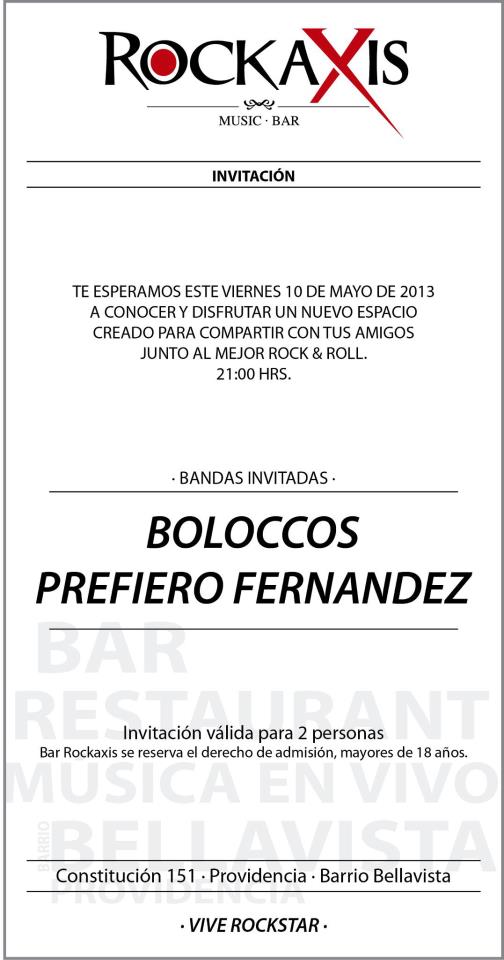 ROCKAXIS
MUSIC · BAR
INVITACIÓN
TE ESPERAMOS ESTE VIERNES 10 DE MAYO DE 2013
A CONOCER Y DISFRUTAR UN NUEVO ESPACIO
CREADO PARA COMPARTIR CON TUS AMIGOS
JUNTO AL MEJOR ROCK & ROLL.
21:00 HRS.
· BANDAS INVITADAS ·
BOLOCCOS
PREFIERO FERNANDEZ
BAR
RESTAURANT
Invitación válida para 2 personas
Bar Rockaxis se reserva el derecho de admisión, mayores de 18 años.
MUSICA EN VIVO
BARRIO
BELLAVISTA
Constitución 151 · Providencia · Barrio Bellavista
PROVIDENCIA
· VIVE ROCKSTAR ·